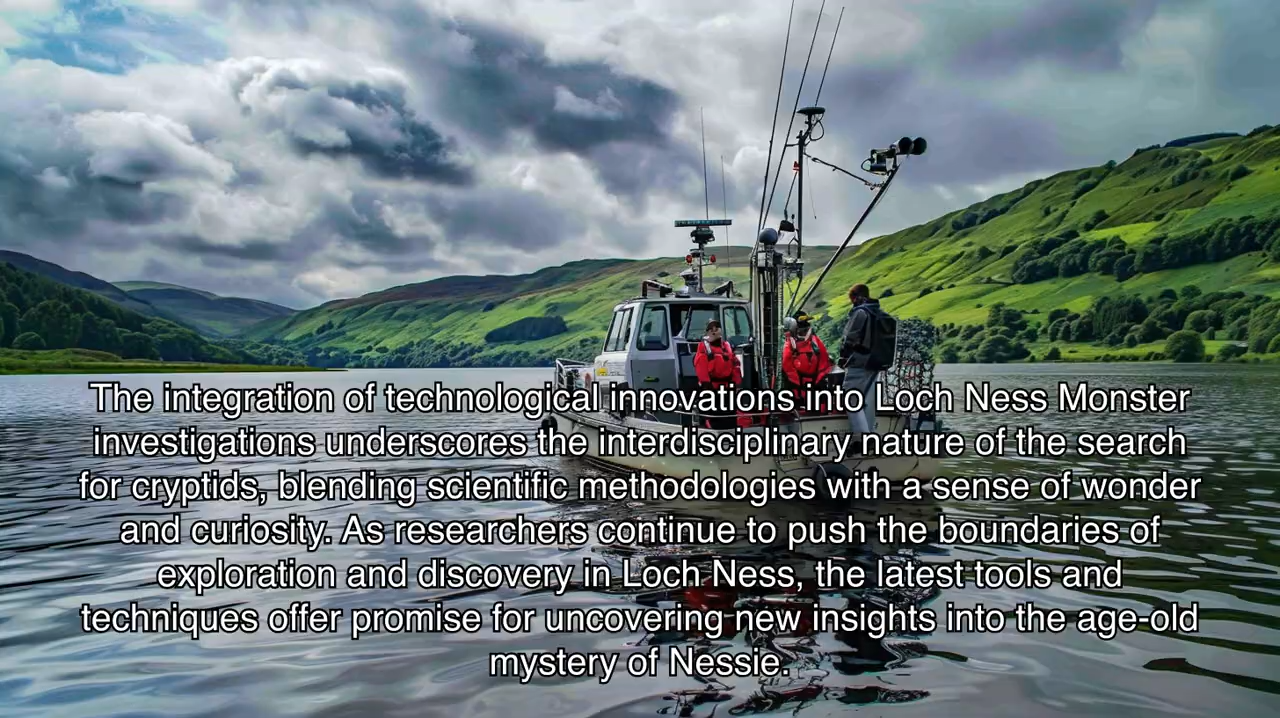 The integration of technological innovations into Loch Ness Monster
investigations underscores the interdisciplinary nature of the search
for cryptids, blending scientific methodologies with a sense of wonder
and curiosity. As researchers continue to push the boundaries of
exploration and discovery in Loch Ness, the latest tools and
techniques offer promise for uncovering new insights into the age-old
mystery of Nessie.